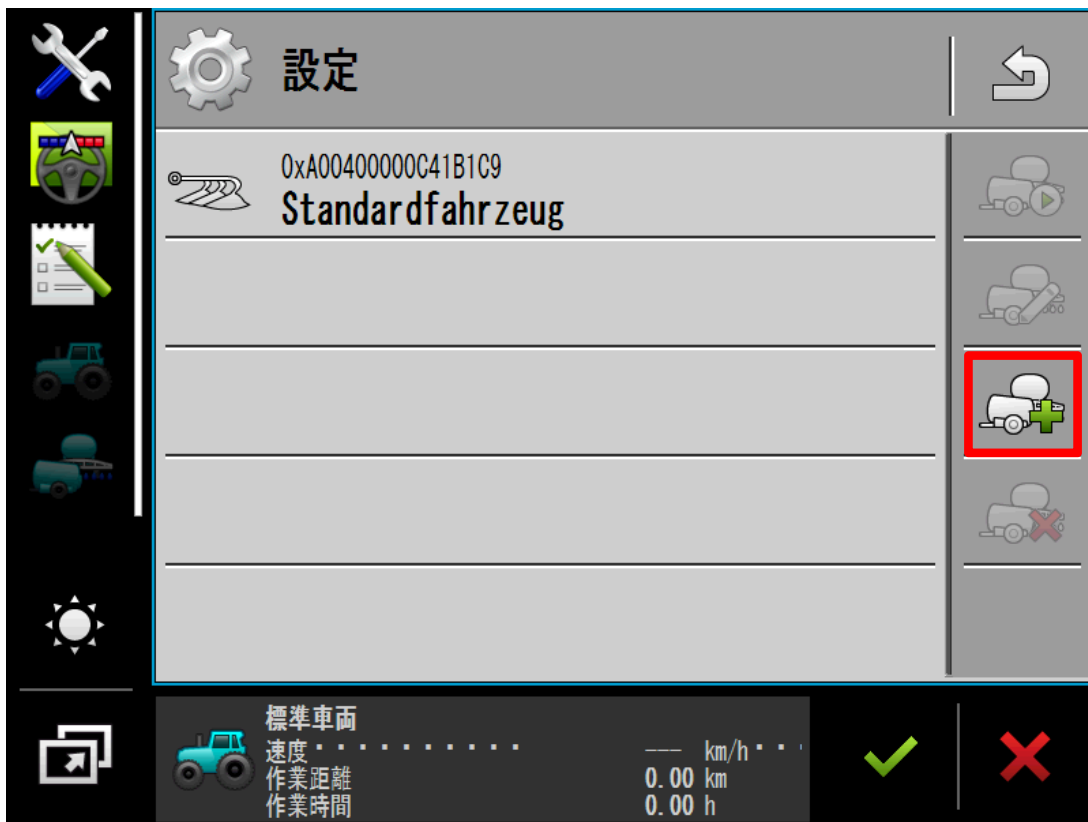 設定
0xA00400000C41B1C9
Standardfahrzeug
標準車両
速度・・・・・・・・・・ --- km/h・・・
作業距離 0.00 km
作業時間 0.00 h